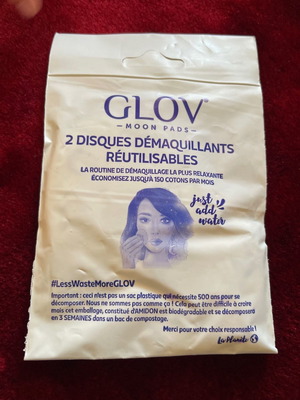 GLOV
MOON PADS
2 DISQUES DÉMAQUILLANTS
RÉUTILISABLES
LA ROUTINE DE DÉMAQUILLAGE LA PLUS RELAXANTE
ÉCONOMISEZ JUSQU'À 150 COTONS PAR MOIS
just
add
water
#LessWasteMoreGLOV
Important : ceci n'est pas un sac plastique qui nécessite 500 ans pour se
décomposer. Nous ne sommes pas comme ça ! Cela peut être difficile à croire
mais cet emballage, constitué d'AMIDON est biodégradable et se décomposera
en 3 SEMAINES dans un bac de compostage.
Merci pour votre choix responsable !
La Planète